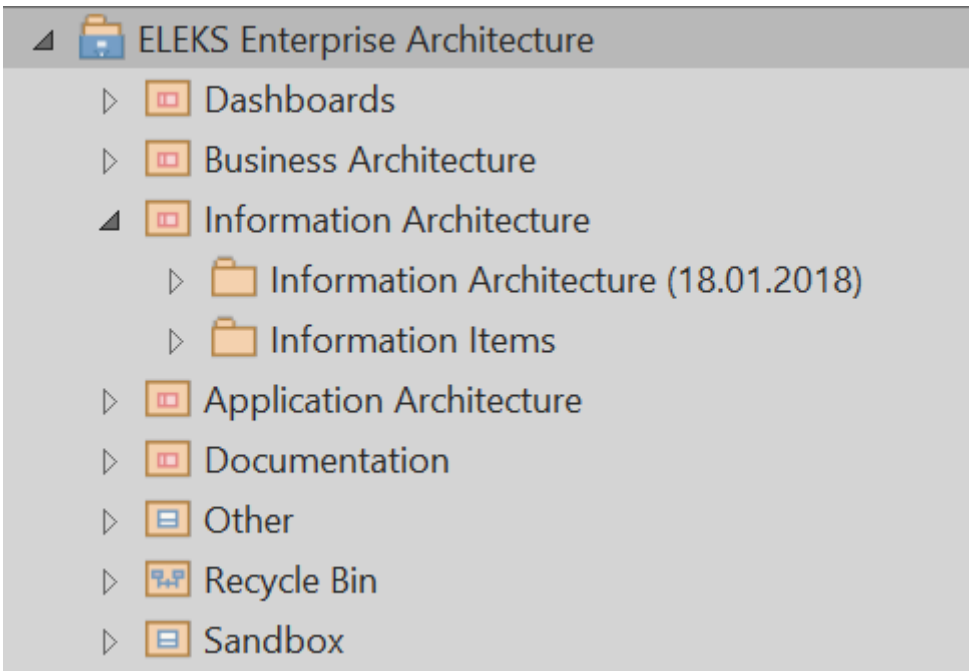 ELEKS Enterprise Architecture
Dashboards
Business Architecture
Information Architecture
Information Architecture (18.01.2018)
Information Items
Application Architecture
Documentation
Other
Recycle Bin
Sandbox